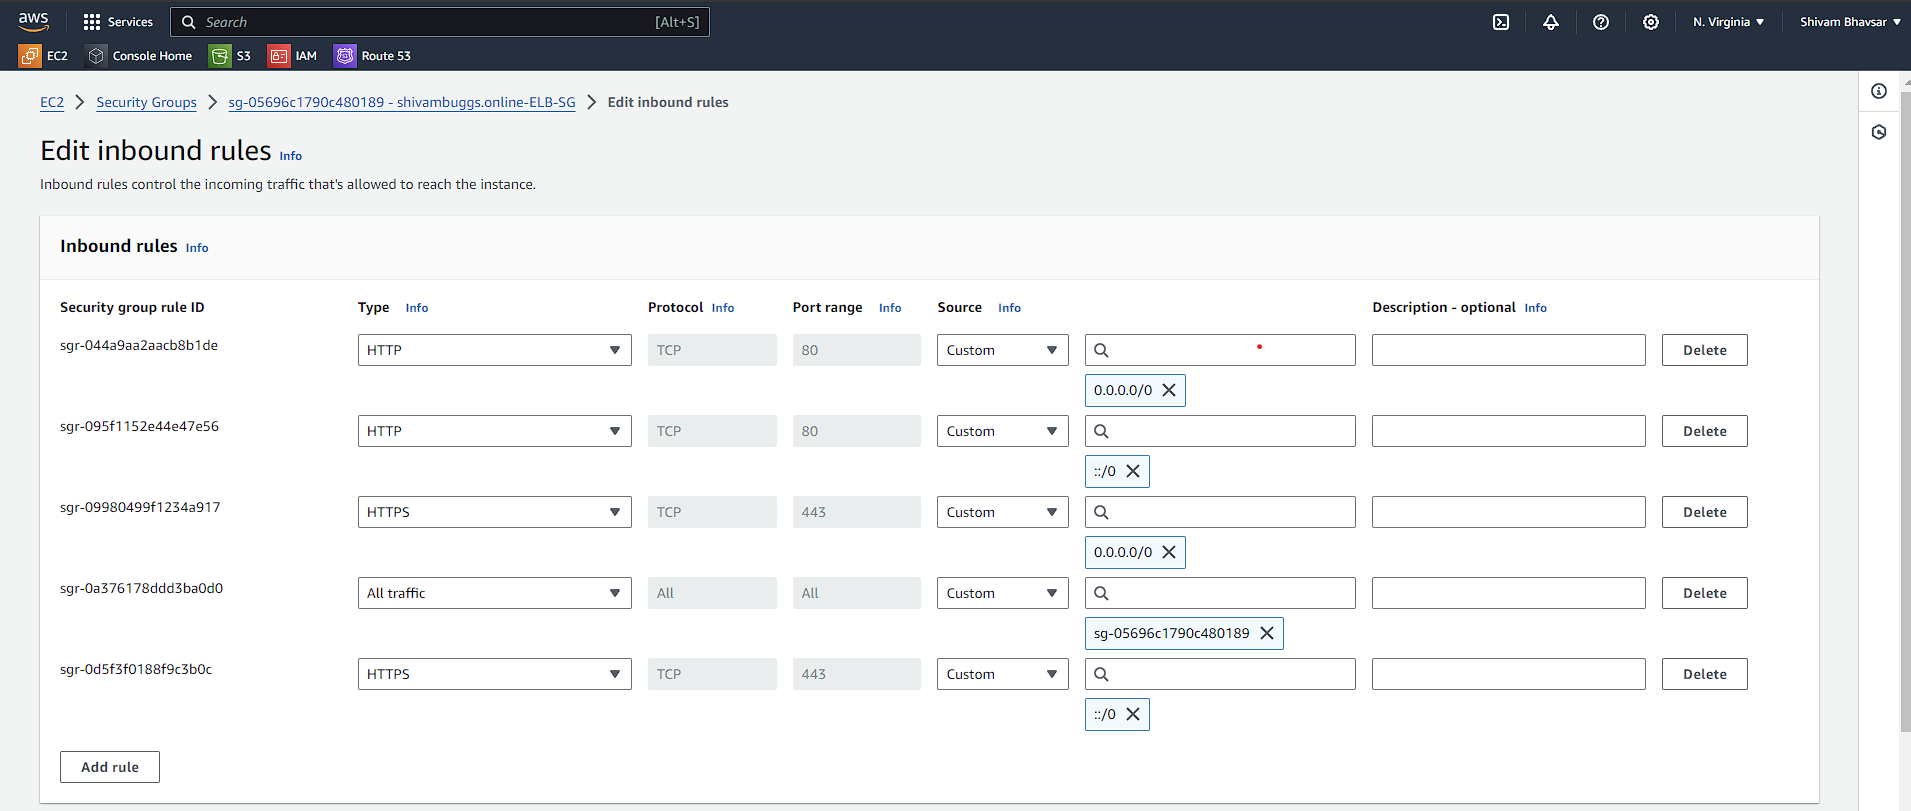 aws Services Search [Alt+S] N. Virginia Shivam Bhavsar
EC2 Console Home S3 IAM Route 53
EC2 Security Groups sg-05696c1790c480189 - shivambuggs.online-ELB-SG Edit inbound rules
Edit inbound rules Info
Inbound rules control the incoming traffic that's allowed to reach the instance.
Inbound rules Info
Security group rule ID Type Info Protocol Info Port range Info Source Info Description - optional Info
sgr-044a9aa2aacb8b1de HTTP TCP 80 Custom Delete
0.0.0.0/0
sgr-095f1152e44e47e56 HTTP TCP 80 Custom Delete
::/0
sgr-09980499f1234a917 HTTPS TCP 443 Custom Delete
0.0.0.0/0
sgr-0a376178ddd3ba0d0 All traffic All All Custom Delete
sg-05696c1790c480189
sgr-0d5f3f0188f9c3b0c HTTPS TCP 443 Custom Delete
::/0
Add rule